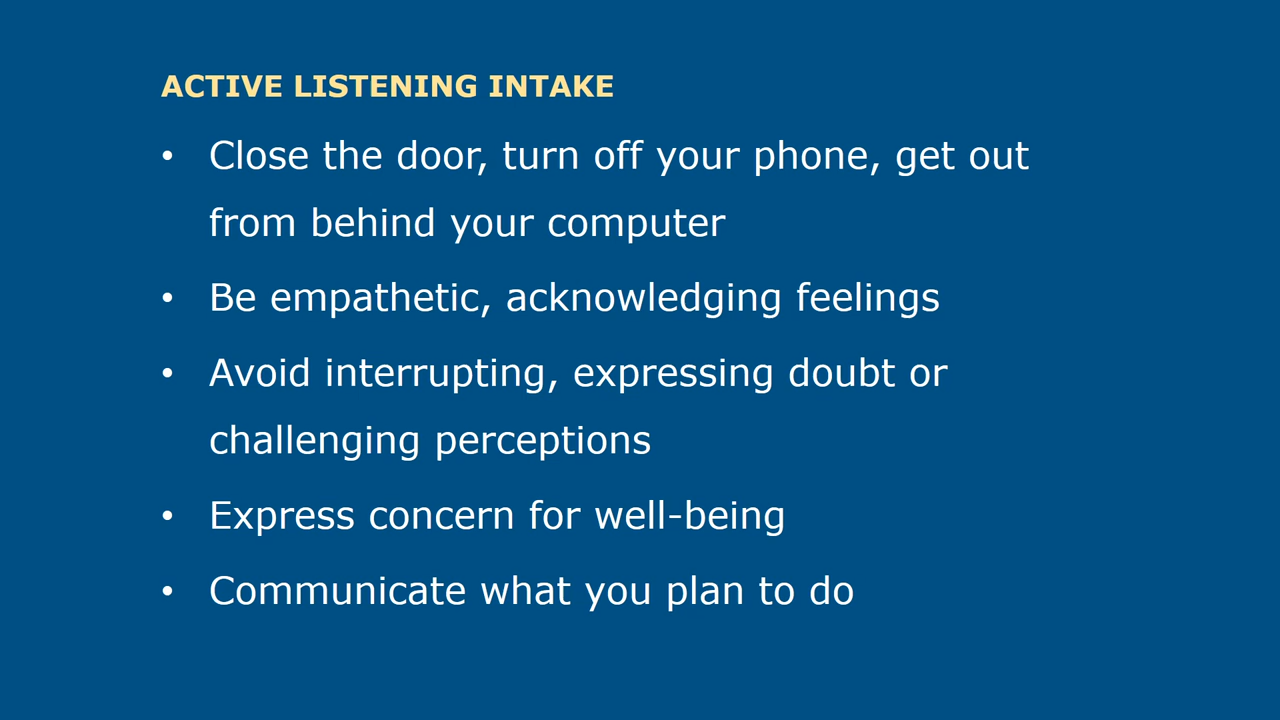 ACTIVE LISTENING INTAKE
• Close the door, turn off your phone, get out
from behind your computer
• Be empathetic, acknowledging feelings
• Avoid interrupting, expressing doubt or
challenging perceptions
• Express concern for well-being
• Communicate what you plan to do